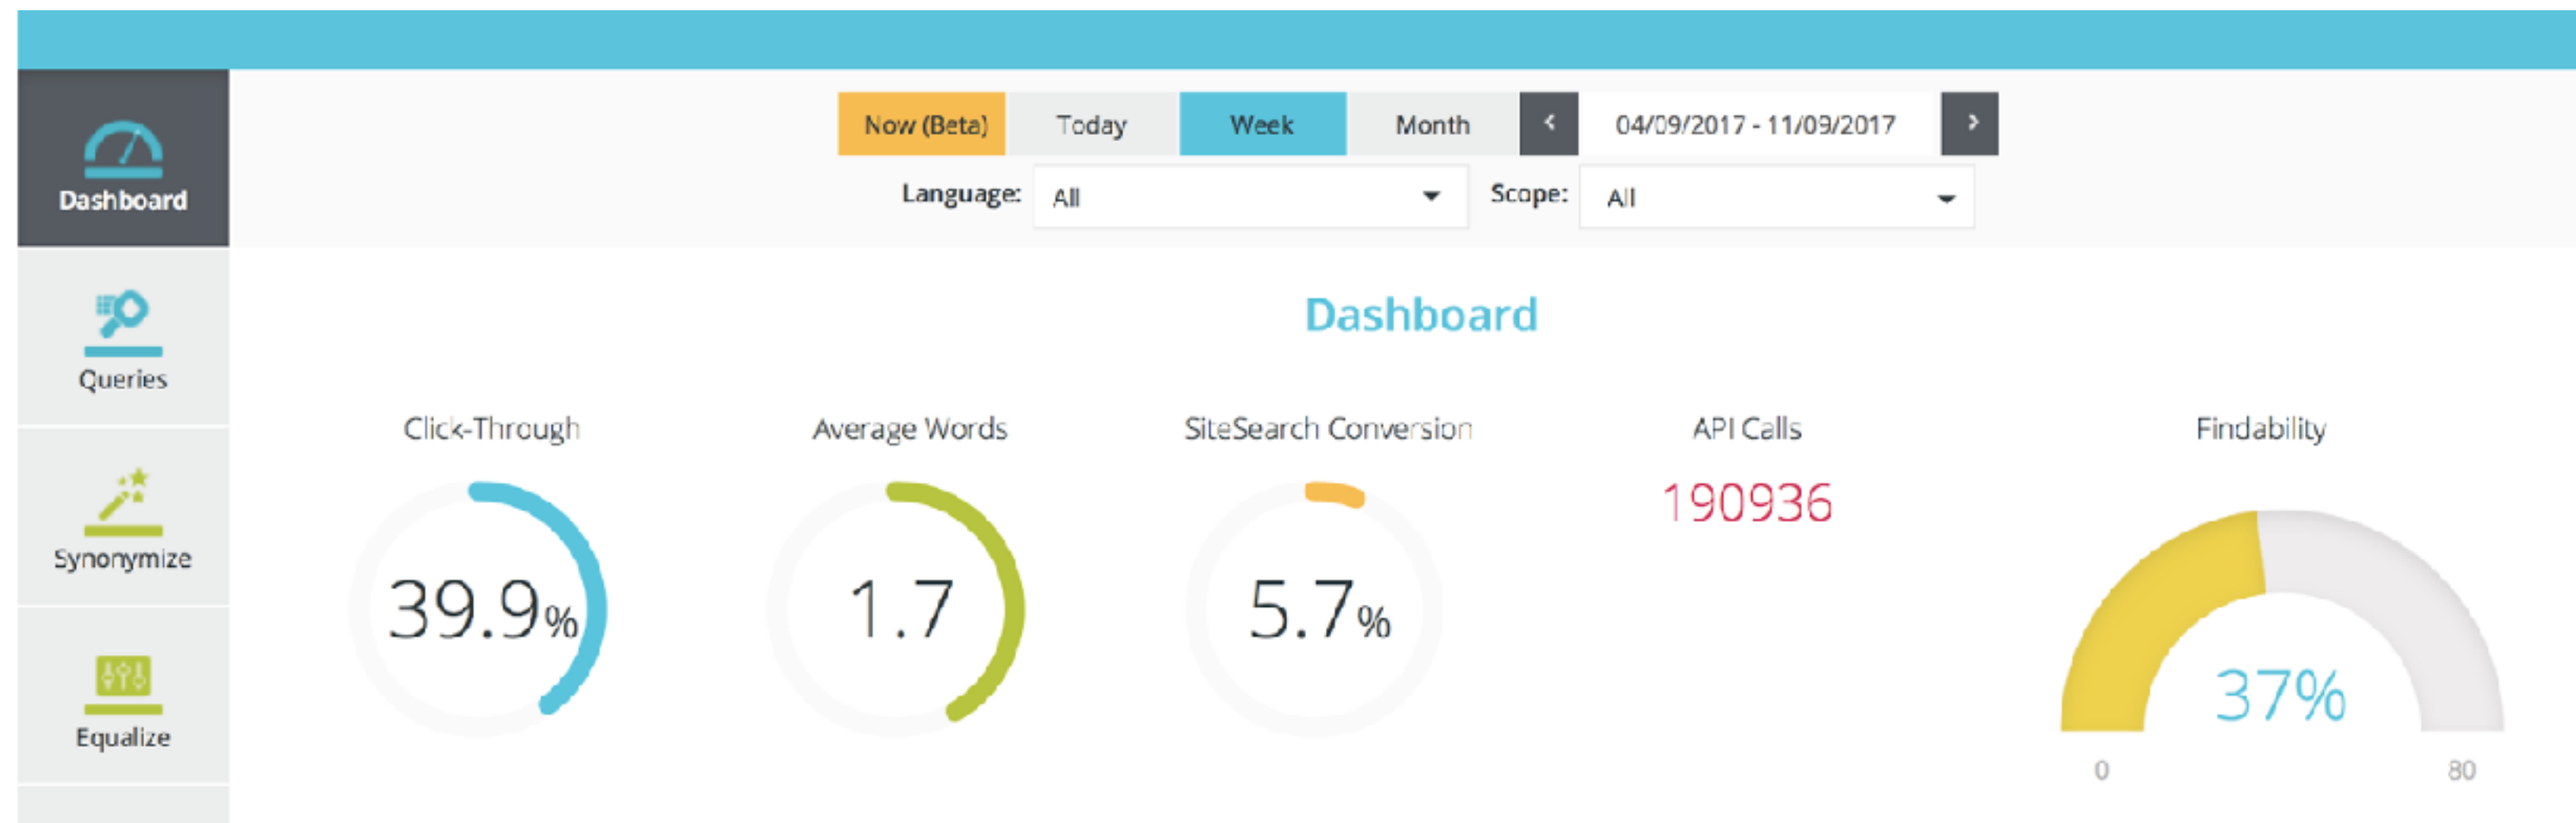 Now (Beta) Today Week Month < 04/09/2017 - 11/09/2017 >
Language: All Scope: All
Dashboard
Queries
Synonymize
Equalize
Dashboard
Click-Through Average Words SiteSearch Conversion API Calls Findability
39.9% 1.7 5.7% 190936 37%
0 80